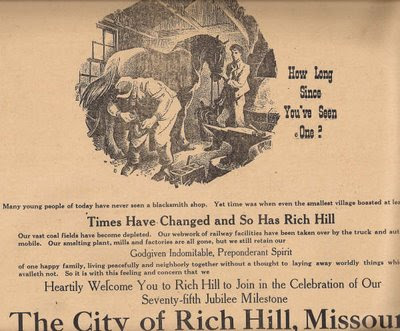 How Long
Since
You've Seen
One?
Many young people of today have never seen a blacksmith shop. Yet time was when even the smallest village boasted at lea
Times Have Changed and So Has Rich Hill
Our vast coal fields have become depleted. Our webwork of railway facilities have been taken over by the truck and aut
mobile. Our smelting plant, mills and factories are all gone, but we still retain our
Godgiven Indomitable, Preponderant Spirit
of one happy family, living peacefully and neighborly together without a thought to laying away worldly things whic
availleth not. So it is with this feeling and concern that we
Heartily Welcome You to Rich Hill to Join in the Celebration of Our
Seventy-fifth Jubilee Milestone
The City of Rich Hill, Missour